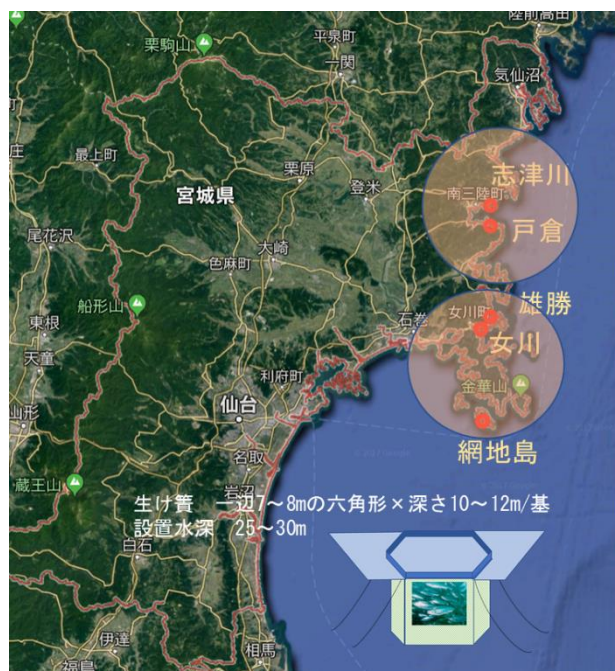 陸前高田
栗駒山
平泉町
一関
気仙沼
庄
最上町
栗原
登米
志津川
南三陸町
宮城県
戸倉
尾花沢
大崎
色麻町
船形山
雄勝
女川町
石巻
女川
東根
天童
利府町
金華山
山形
仙台
網地島
名取
蔵王山
岩沼
生け簀 一辺7～8mの六角形×深さ10～12m/基
設置水深 25～30m
白石
伊達
福島
相馬